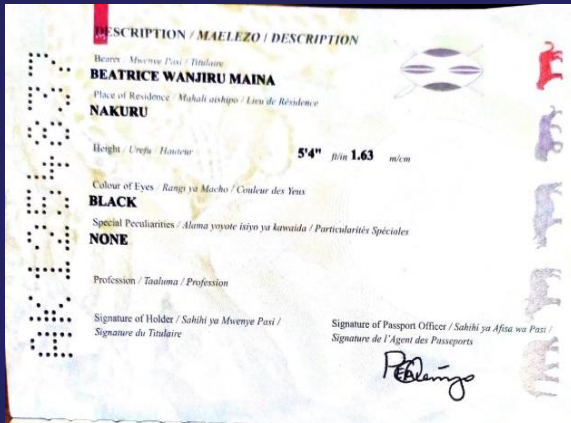 DESCRIPTION / MAELEZO / DESCRIPTION
Bearer / Mwenye Pasi / Titulaire
BEATRICE WANJIRU MAINA
Place of Residence / Mahali aishipo / Lieu de Résidence
NAKURU
Height / Urefu / Hauteur 5'4" ft/in 1.63 m/cm
Colour of Eyes / Rangi ya Macho / Couleur des Yeux
BLACK
Special Peculiarities / Alama yoyote isiyo ya kawaida / Particularités Spéciales
NONE
Profession / Taaluma / Profession
Signature of Holder / Sahihi ya Mwenye Pasi /
Signature du Titulaire
Signature of Passport Officer / Sahihi ya Afisa wa Pasi /
Signature de l'Agent des Passeports